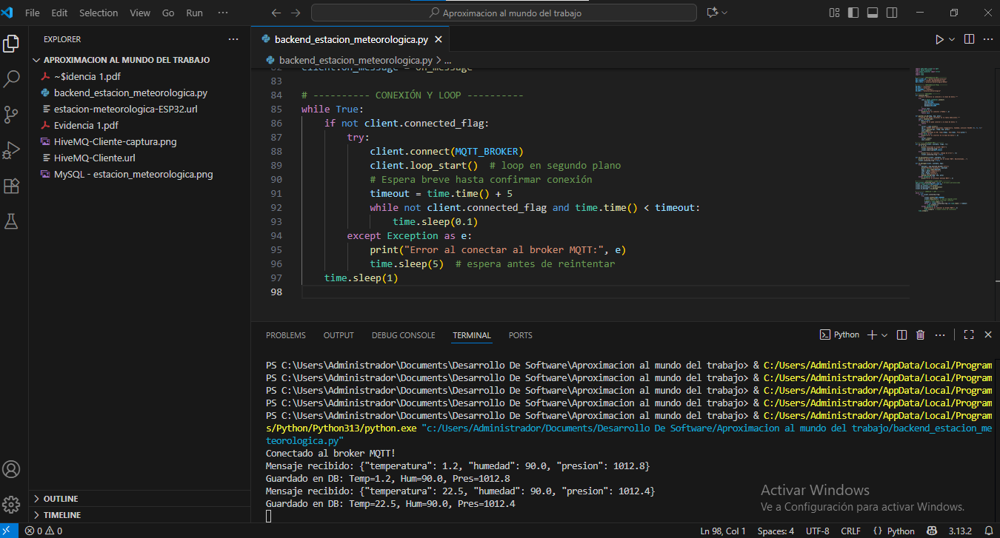 File Edit Selection View Go Run ...
Aproximacion al mundo del trabajo
EXPLORER
APROXIMACION AL MUNDO DEL TRABAJO
~$idencia 1.pdf
backend_estacion_meteorologica.py
estacion-meteorologica-ESP32.url
Evidencia 1.pdf
HiveMQ-Cliente-captura.png
HiveMQ-Cliente.url
MySQL - estacion_meteorologica.png
OUTLINE
TIMELINE
backend_estacion_meteorologica.py
backend_estacion_meteorologica.py > ...
82 client.on_message = on_message
83
84 # ---------- CONEXIÓN Y LOOP ----------
85 while True:
86 if not client.connected_flag:
87 try:
88 client.connect(MQTT_BROKER)
89 client.loop_start()  # loop en segundo plano
90 # Espera breve hasta confirmar conexión
91 timeout = time.time() + 5
92 while not client.connected_flag and time.time() < timeout:
93 time.sleep(0.1)
94 except Exception as e:
95 print("Error al conectar al broker MQTT:", e)
96 time.sleep(5)  # espera antes de reintentar
97 time.sleep(1)
98
PROBLEMS OUTPUT DEBUG CONSOLE TERMINAL PORTS
Python
PS C:\Users\Administrador\Documents\Desarrollo De Software\Aproximacion al mundo del trabajo> & C:/Users/Administrador/AppData/Local/Program
PS C:\Users\Administrador\Documents\Desarrollo De Software\Aproximacion al mundo del trabajo> & C:/Users/Administrador/AppData/Local/Program
PS C:\Users\Administrador\Documents\Desarrollo De Software\Aproximacion al mundo del trabajo> & C:/Users/Administrador/AppData/Local/Program
PS C:\Users\Administrador\Documents\Desarrollo De Software\Aproximacion al mundo del trabajo> & C:/Users/Administrador/AppData/Local/Program
PS C:\Users\Administrador\Documents\Desarrollo De Software\Aproximacion al mundo del trabajo> & C:/Users/Administrador/AppData/Local/Program
s/Python/Python313/python.exe "c:/Users/Administrador/Documents/Desarrollo De Software/Aproximacion al mundo del trabajo/backend_estacion_me
teorologica.py"
Conectado al broker MQTT!
Mensaje recibido: {"temperatura": 1.2, "humedad": 90.0, "presion": 1012.8}
Guardado en DB: Temp=1.2, Hum=90.0, Pres=1012.8
Mensaje recibido: {"temperatura": 22.5, "humedad": 90.0, "presion": 1012.4}
Guardado en DB: Temp=22.5, Hum=90.0, Pres=1012.4
Activar Windows
Ve a Configuración para activar Windows.
0 0
Ln 98, Col 1 Spaces: 4 UTF-8 CRLF {} Python 3.13.2